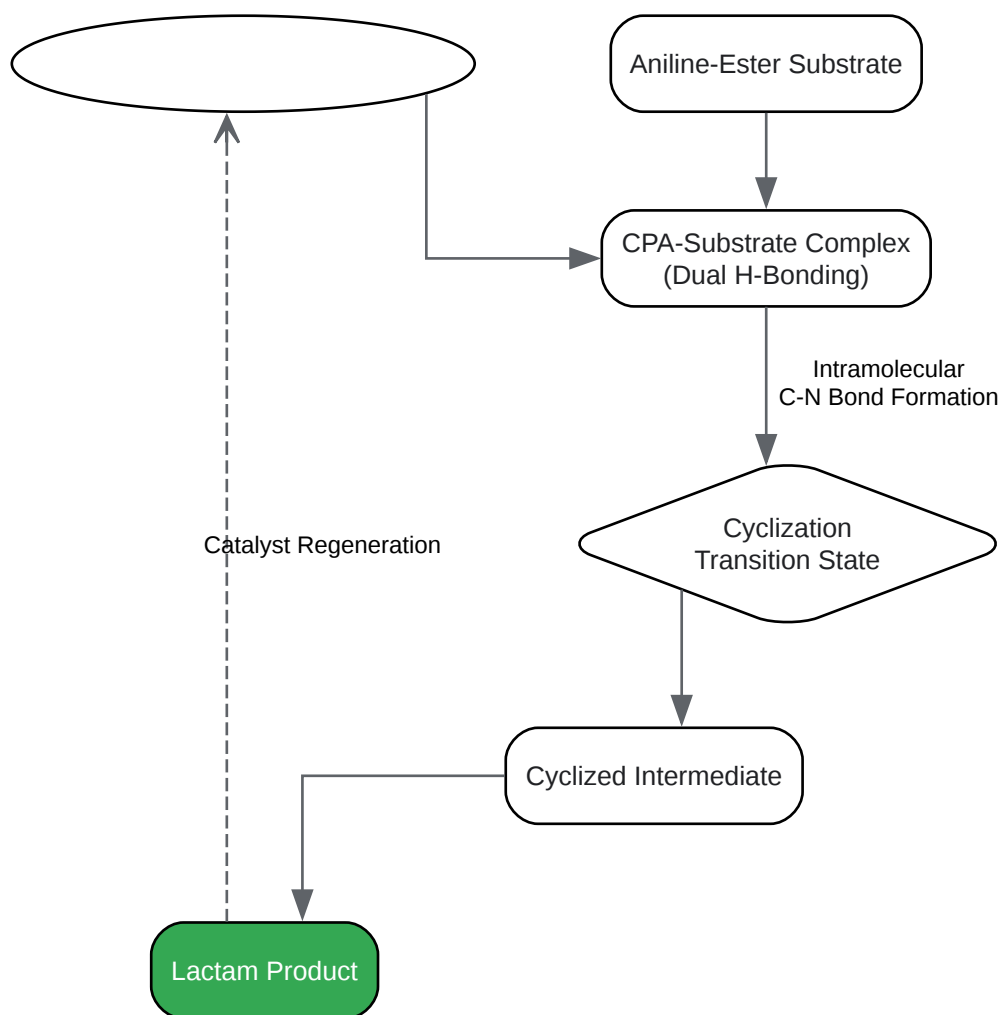 Aniline-Ester Substrate
CPA-Substrate Complex
(Dual H-Bonding)
Intramolecular
C-N Bond Formation
Cyclization
Transition State
Catalyst Regeneration
Cyclized Intermediate
Lactam Product